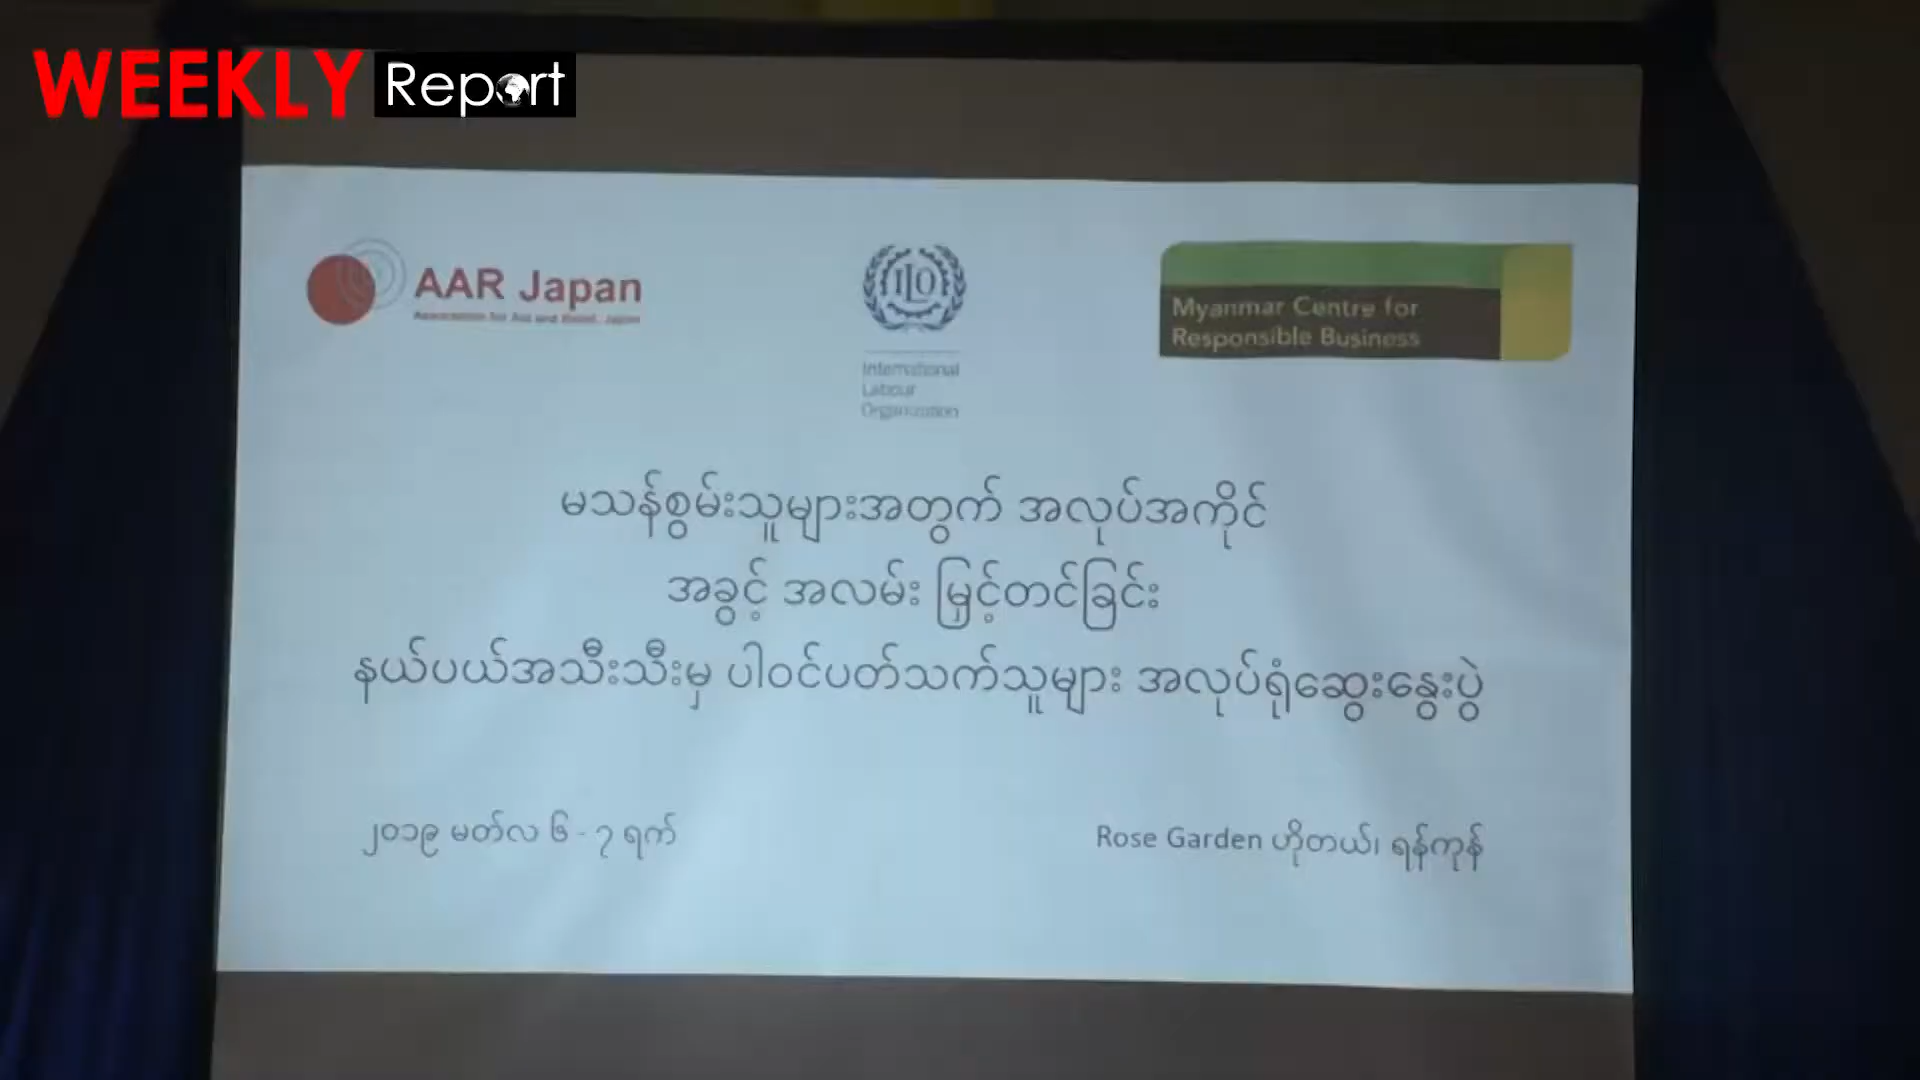 WEEKLY Report
AAR Japan
Association for Aid and Relief, Japan
ILO
International
Labour
Organization
Myanmar Centre for
Responsible Business
မသန်စွမ်းသူများအတွက် အလုပ်အကိုင်
အခွင့် အလမ်း မြှင့်တင်ခြင်း
နယ်ပယ်အသီးသီးမှ ပါဝင်ပတ်သက်သူများ အလုပ်ရုံဆွေးနွေးပွဲ
၂၀၁၉ မတ်လ ၆ - ၇ ရက်
Rose Garden ဟိုတယ်၊ ရန်ကုန်